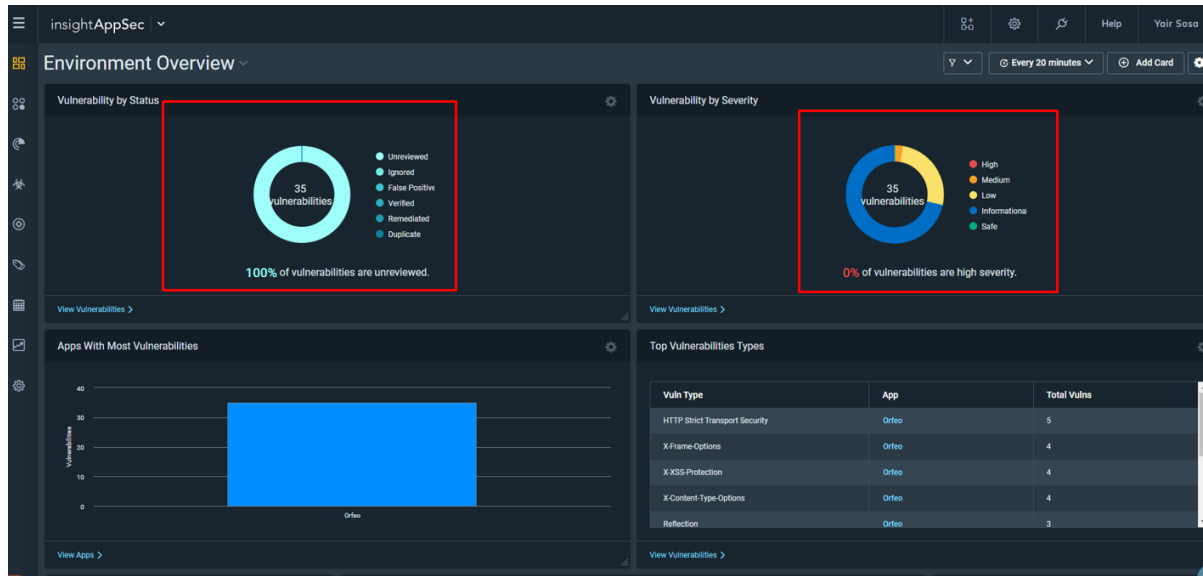 insightAppSec
Help
Yair Sosa
Environment Overview
Every 20 minutes
Add Card
Vulnerability by Status
35
vulnerabilities
Unreviewed
Ignored
False Positive
Verified
Remediated
Duplicate
100% of vulnerabilities are unreviewed.
View Vulnerabilities >
Vulnerability by Severity
35
vulnerabilities
High
Medium
Low
Informationa
Safe
0% of vulnerabilities are high severity.
View Vulnerabilities >
Apps With Most Vulnerabilities
Vulnerabilities
40
30
20
10
0
Orfeo
View Apps >
Top Vulnerabilities Types
Vuln Type App Total Vulns
HTTP Strict Transport Security Orfeo 5
X-Frame-Options Orfeo 4
X-XSS-Protection Orfeo 4
X-Content-Type-Options Orfeo 4
Reflection Orfeo 3
View Vulnerabilities >